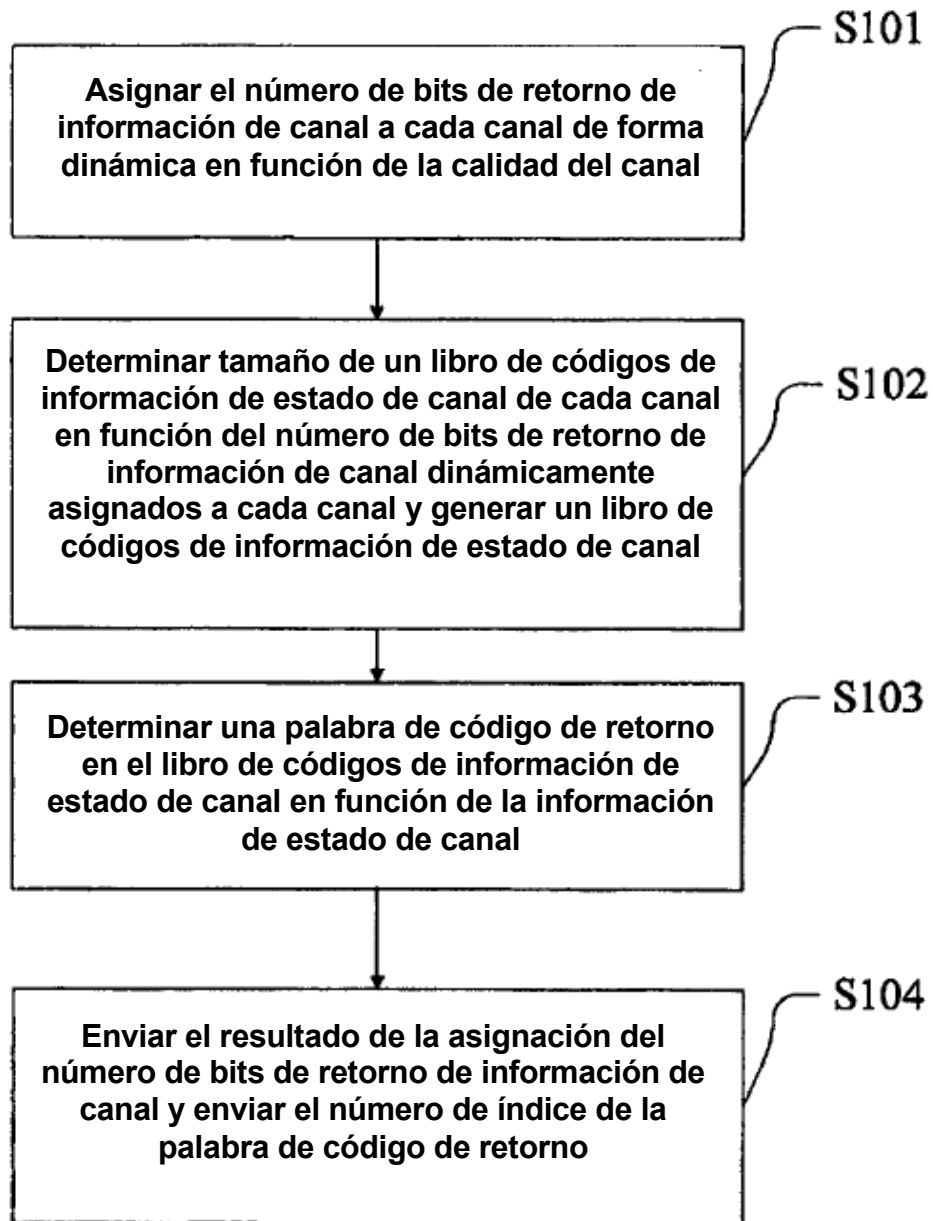 S101
Asignar el número de bits de retorno de
información de canal a cada canal de forma
dinámica en función de la calidad del canal
S102
Determinar tamaño de un libro de códigos de
información de estado de canal de cada canal
en función del número de bits de retorno de
información de canal dinámicamente
asignados a cada canal y generar un libro de
códigos de información de estado de canal
S103
Determinar una palabra de código de retorno
en el libro de códigos de información de
estado de canal en función de la información
de estado de canal
S104
Enviar el resultado de la asignación del
número de bits de retorno de información de
canal y enviar el número de índice de la
palabra de código de retorno